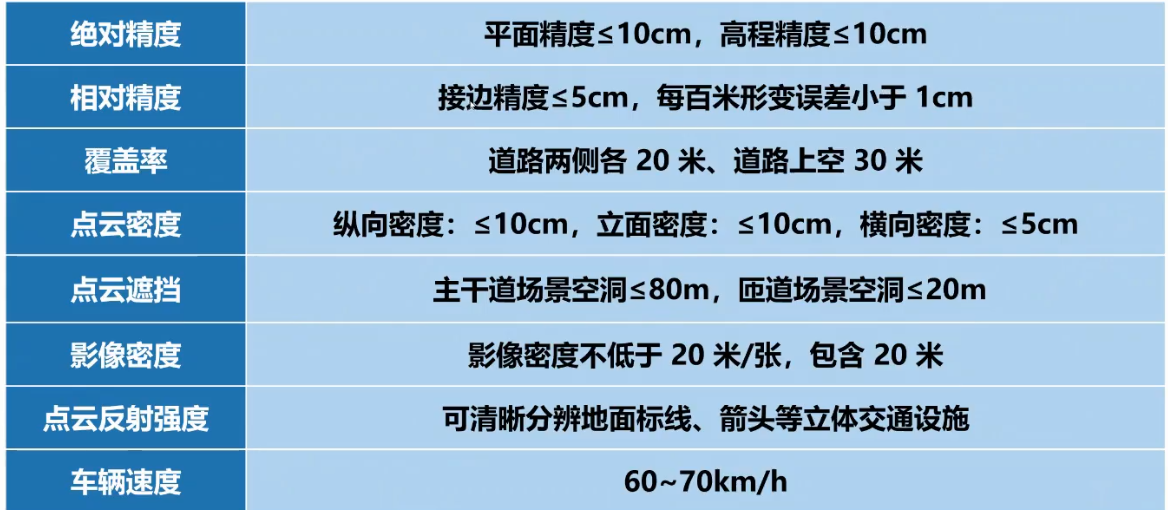 绝对精度 平面精度≤10cm，高程精度≤10cm
相对精度 接边精度≤5cm，每百米形变误差小于 1cm
覆盖率 道路两侧各 20 米、道路上空 30 米
点云密度 纵向密度：≤10cm，立面密度：≤10cm，横向密度：≤5cm
点云遮挡 主干道场景空洞≤80m，匝道场景空洞≤20m
影像密度 影像密度不低于 20 米/张，包含 20 米
点云反射强度 可清晰分辨地面标线、箭头等立体交通设施
车辆速度 60~70km/h